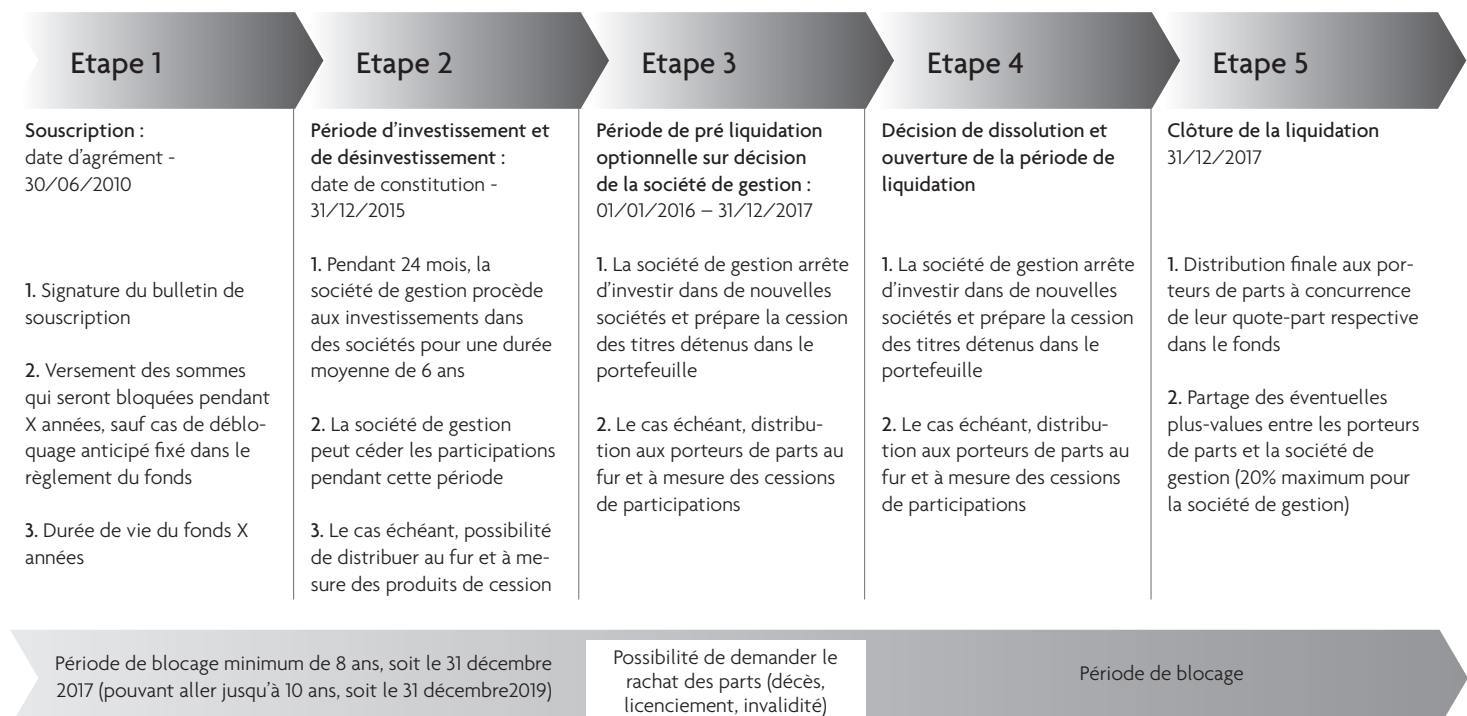 Etape 1
Souscription :
date d’agrément -
30/06/2010
1. Signature du bulletin de
souscription
2. Versement des sommes
qui seront bloquées pendant
X années, sauf cas de déblo-
quage anticipé fixé dans le
règlement du fonds
3. Durée de vie du fonds X
années
Etape 2
Période d’investissement et
de désinvestissement :
date de constitution -
31/12/2015
1. Pendant 24 mois, la
société de gestion procède
aux investissements dans
des sociétés pour une durée
moyenne de 6 ans
2. La société de gestion
peut céder les participations
pendant cette période
3. Le cas échéant, possibilité
de distribuer au fur et à me-
sure des produits de cession
Etape 3
Période de pré liquidation
optionnelle sur décision
de la société de gestion :
01/01/2016 – 31/12/2017
1. La société de gestion arrête
d’investir dans de nouvelles
sociétés et prépare la cession
des titres détenus dans le
portefeuille
2. Le cas échéant, distribu-
tion aux porteurs de parts au
fur et à mesure des cessions
de participations
Etape 4
Décision de dissolution et
ouverture de la période de
liquidation
1. La société de gestion arrête
d’investir dans de nouvelles
sociétés et prépare la cession
des titres détenus dans le
portefeuille
2. Le cas échéant, distribu-
tion aux porteurs de parts au
fur et à mesure des cessions
de participations
Etape 5
Clôture de la liquidation
31/12/2017
1. Distribution finale aux por-
teurs de parts à concurrence
de leur quote-part respective
dans le fonds
2. Partage des éventuelles
plus-values entre les porteurs
de parts et la société de
gestion (20% maximum pour
la société de gestion)
Période de blocage minimum de 8 ans, soit le 31 décembre
2017 (pouvant aller jusqu’à 10 ans, soit le 31 décembre2019)
Possibilité de demander le
rachat des parts (décès,
licenciement, invalidité)
Période de blocage